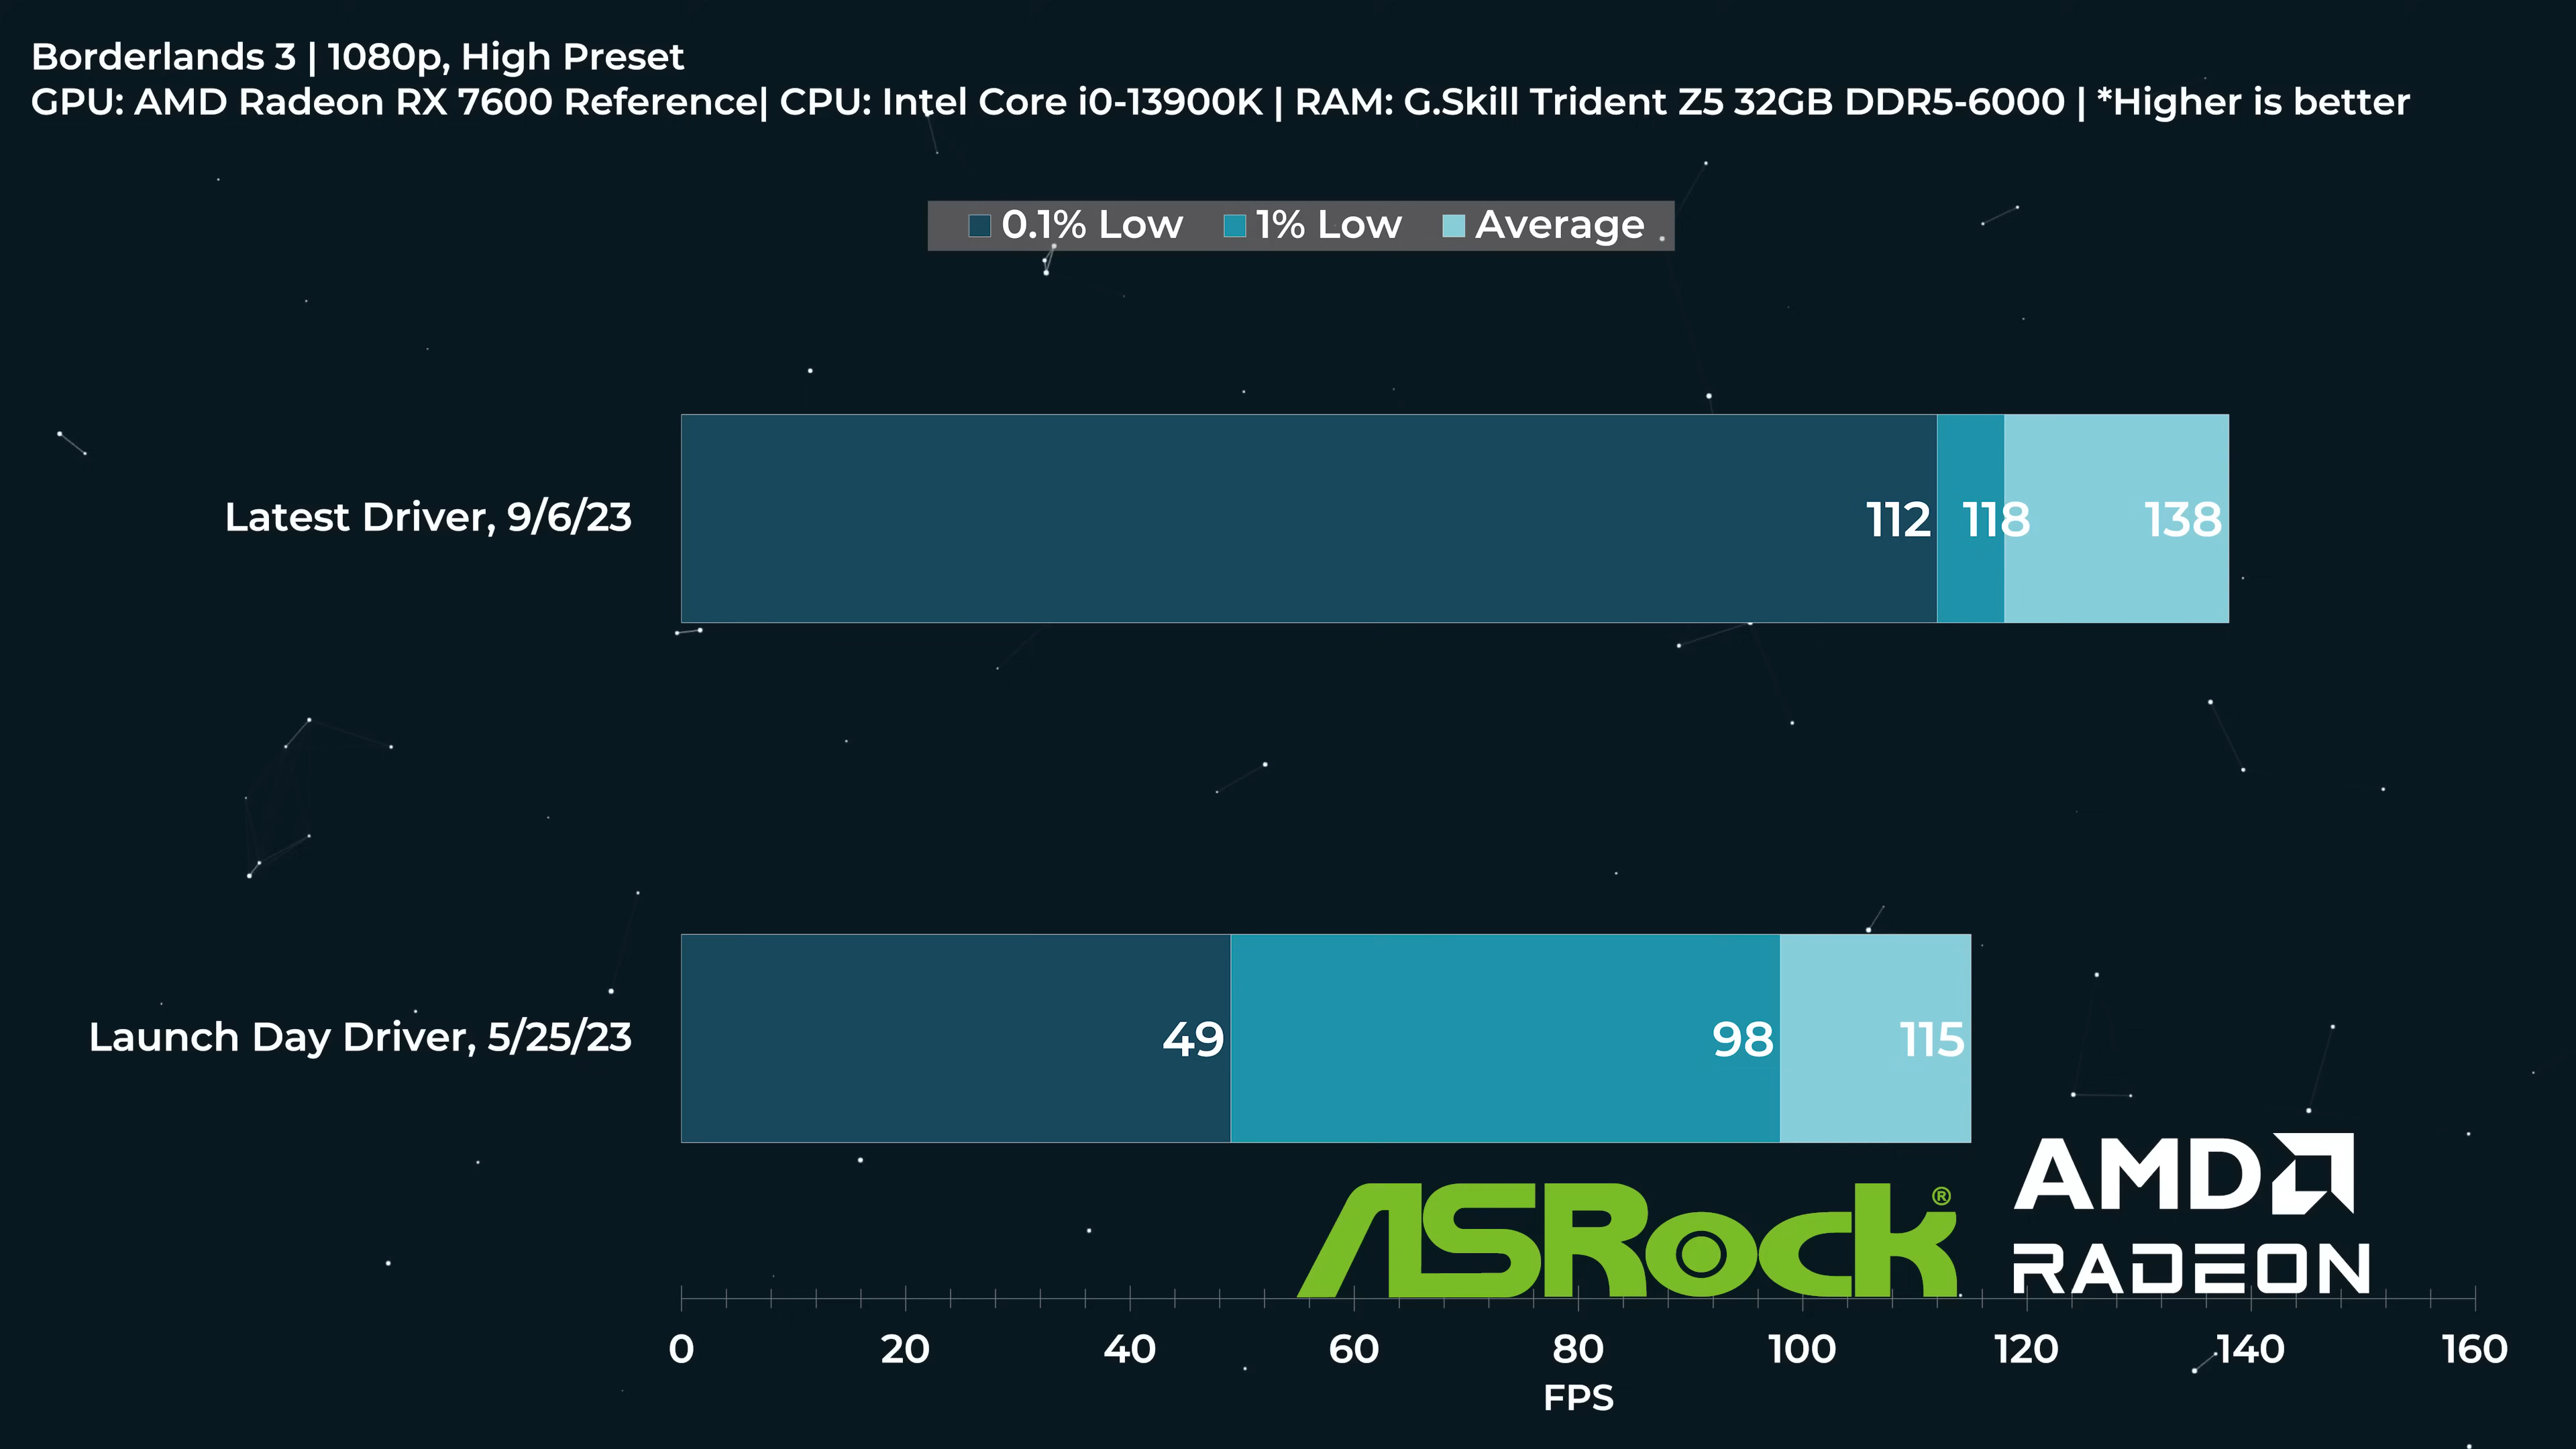 Borderlands 3 | 1080p, High Preset
GPU: AMD Radeon RX 7600 Reference| CPU: Intel Core i0-13900K | RAM: G.Skill Trident Z5 32GB DDR5-6000 | *Higher is better
0.1% Low 1% Low Average
Latest Driver, 9/6/23 112 118 138
Launch Day Driver, 5/25/23 49 98 115
ASRock®
AMD
RADEON
0 20 40 60 80 100 120 140 160
FPS